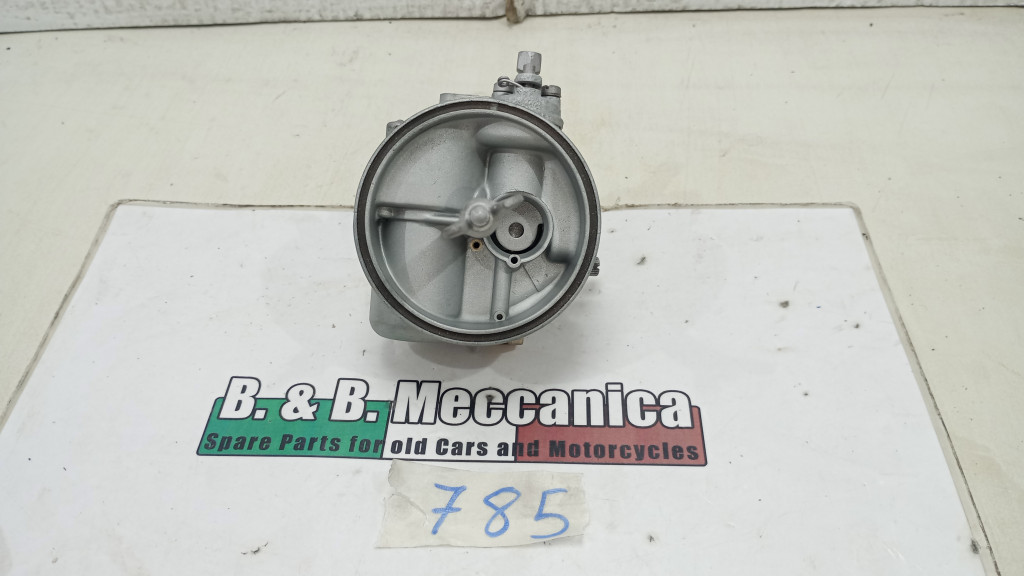 B. & B. Meccanica
Spare Parts for old Cars and Motorcycles
785